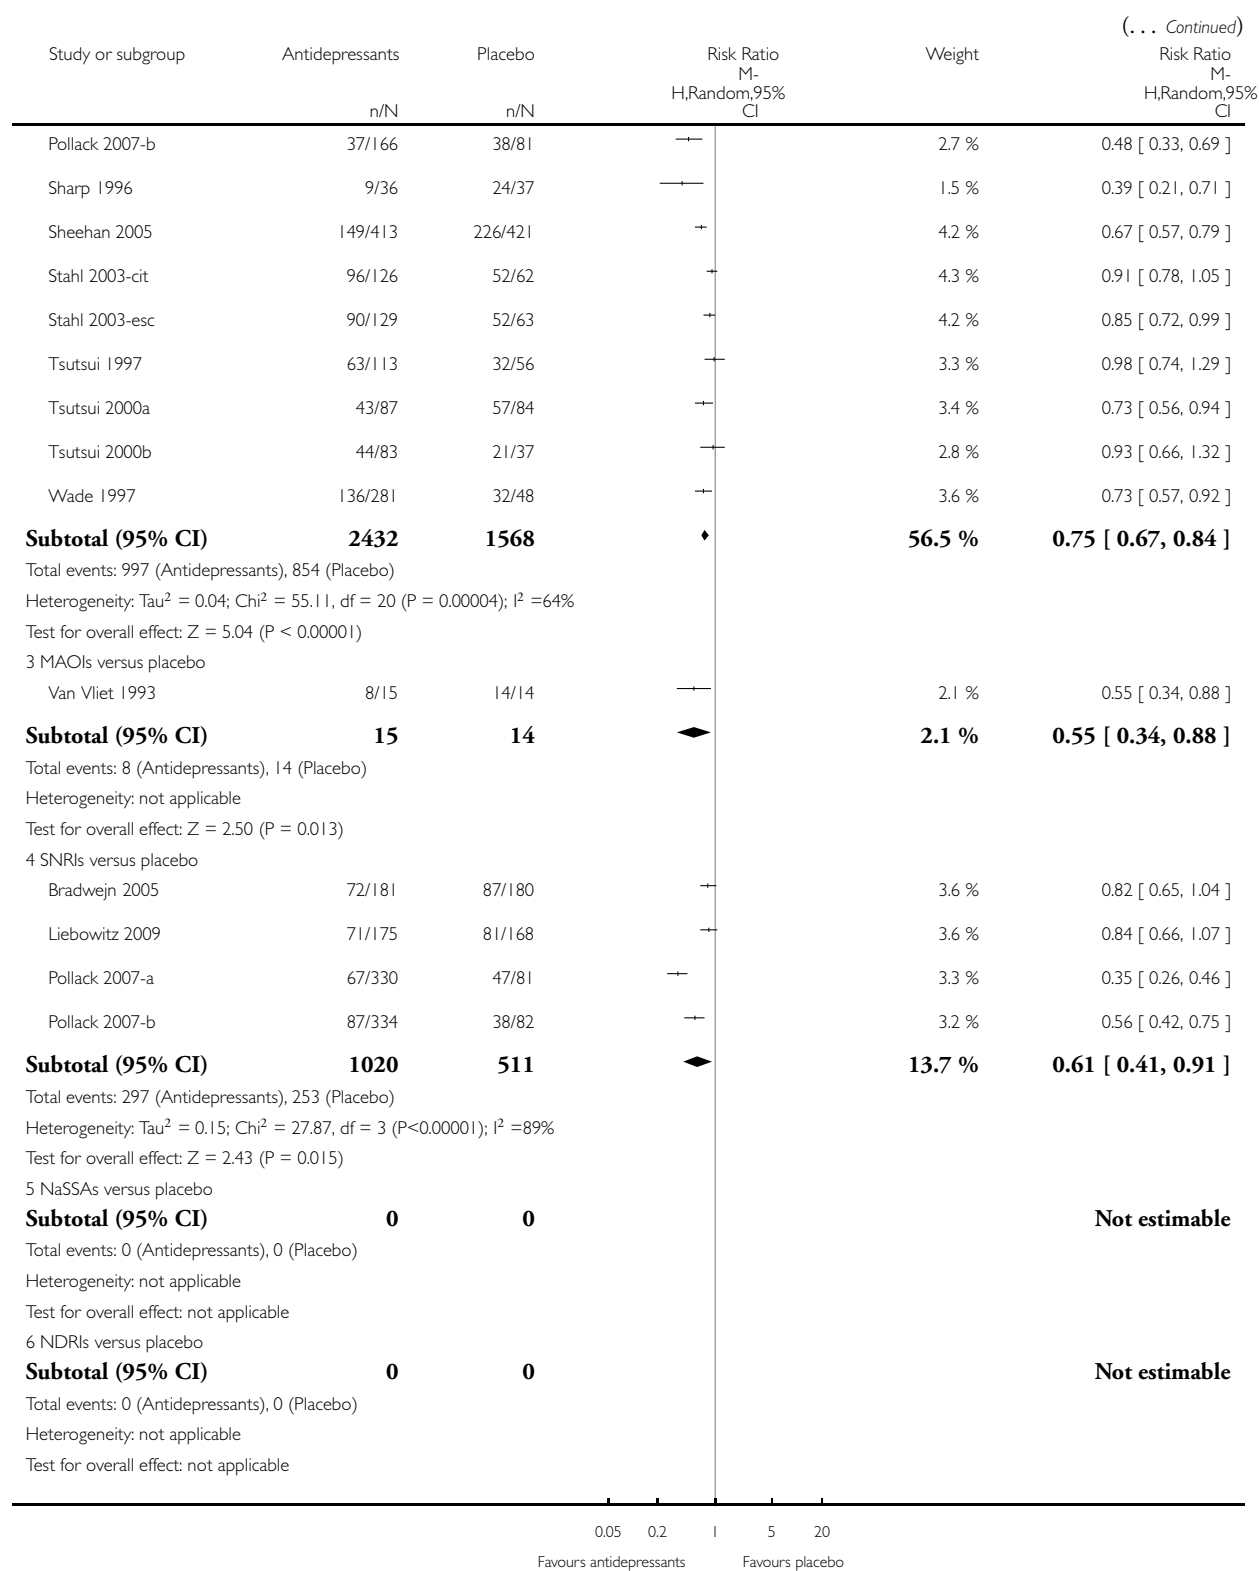 (... Continued)
Study or subgroup Antidepressants Placebo Risk Ratio Weight Risk Ratio
M- M-
H,Random,95% H,Random,95%
n/N n/N CI CI
Pollack 2007-b 37/166 38/81 2.7 % 0.48 [ 0.33, 0.69 ]
Sharp 1996 9/36 24/37 1.5 % 0.39 [ 0.21, 0.71 ]
Sheehan 2005 149/413 226/421 4.2 % 0.67 [ 0.57, 0.79 ]
Stahl 2003-cit 96/126 52/62 4.3 % 0.91 [ 0.78, 1.05 ]
Stahl 2003-esc 90/129 52/63 4.2 % 0.85 [ 0.72, 0.99 ]
Tsutsui 1997 63/113 32/56 3.3 % 0.98 [ 0.74, 1.29 ]
Tsutsui 2000a 43/87 57/84 3.4 % 0.73 [ 0.56, 0.94 ]
Tsutsui 2000b 44/83 21/37 2.8 % 0.93 [ 0.66, 1.32 ]
Wade 1997 136/281 32/48 3.6 % 0.73 [ 0.57, 0.92 ]
Subtotal (95% CI) 2432 1568 56.5 % 0.75 [ 0.67, 0.84 ]
Total events: 997 (Antidepressants), 854 (Placebo)
Heterogeneity: Tau² = 0.04; Chi² = 55.11, df = 20 (P = 0.00004); I² =64%
Test for overall effect: Z = 5.04 (P < 0.00001)
3 MAOIs versus placebo
Van Vliet 1993 8/15 14/14 2.1 % 0.55 [ 0.34, 0.88 ]
Subtotal (95% CI) 15 14 2.1 % 0.55 [ 0.34, 0.88 ]
Total events: 8 (Antidepressants), 14 (Placebo)
Heterogeneity: not applicable
Test for overall effect: Z = 2.50 (P = 0.013)
4 SNRIs versus placebo
Bradwejn 2005 72/181 87/180 3.6 % 0.82 [ 0.65, 1.04 ]
Liebowitz 2009 71/175 81/168 3.6 % 0.84 [ 0.66, 1.07 ]
Pollack 2007-a 67/330 47/81 3.3 % 0.35 [ 0.26, 0.46 ]
Pollack 2007-b 87/334 38/82 3.2 % 0.56 [ 0.42, 0.75 ]
Subtotal (95% CI) 1020 511 13.7 % 0.61 [ 0.41, 0.91 ]
Total events: 297 (Antidepressants), 253 (Placebo)
Heterogeneity: Tau² = 0.15; Chi² = 27.87, df = 3 (P<0.00001); I² =89%
Test for overall effect: Z = 2.43 (P = 0.015)
5 NaSSAs versus placebo
Subtotal (95% CI) 0 0 Not estimable
Total events: 0 (Antidepressants), 0 (Placebo)
Heterogeneity: not applicable
Test for overall effect: not applicable
6 NDRIs versus placebo
Subtotal (95% CI) 0 0 Not estimable
Total events: 0 (Antidepressants), 0 (Placebo)
Heterogeneity: not applicable
Test for overall effect: not applicable
0.05 0.2 1 5 20
Favours antidepressants Favours placebo